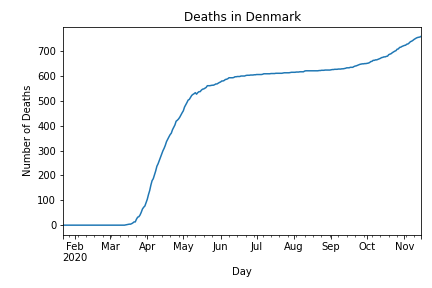 Deaths in Denmark
Number of Deaths
700
600
500
400
300
200
100
0
Feb Mar Apr May Jun Jul Aug Sep Oct Nov
2020
Day